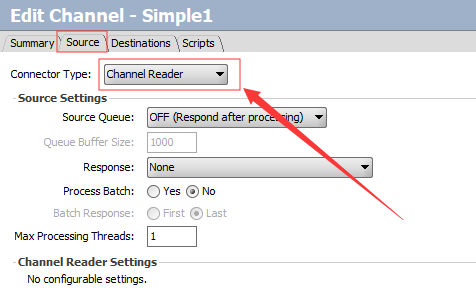 Edit Channel - Simple1
Summary Source Destinations Scripts
Connector Type: Channel Reader
Source Settings
Source Queue: OFF (Respond after processing)
Queue Buffer Size: 1000
Response: None
Process Batch: Yes No
Batch Response: First Last
Max Processing Threads: 1
Channel Reader Settings
No configurable settings.